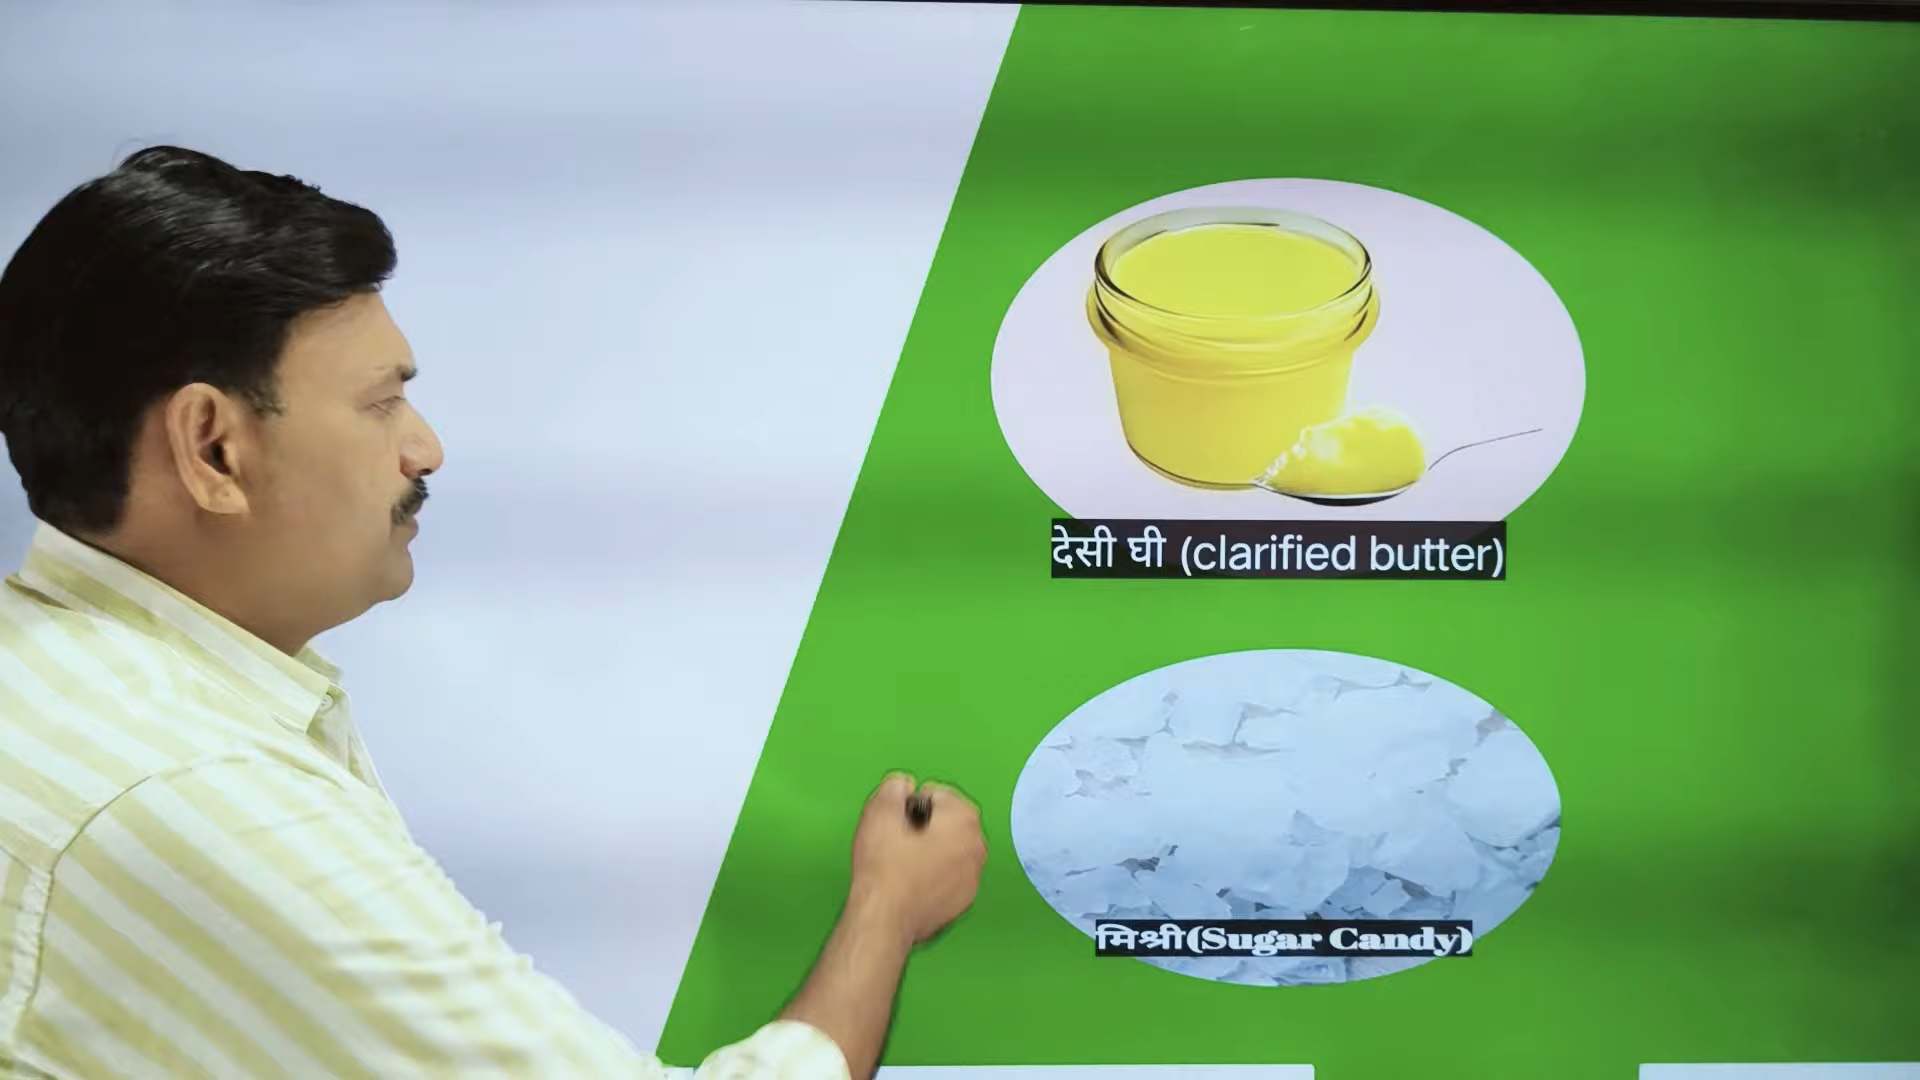 देसी घी (clarified butter)
मिश्री(Sugar Candy)